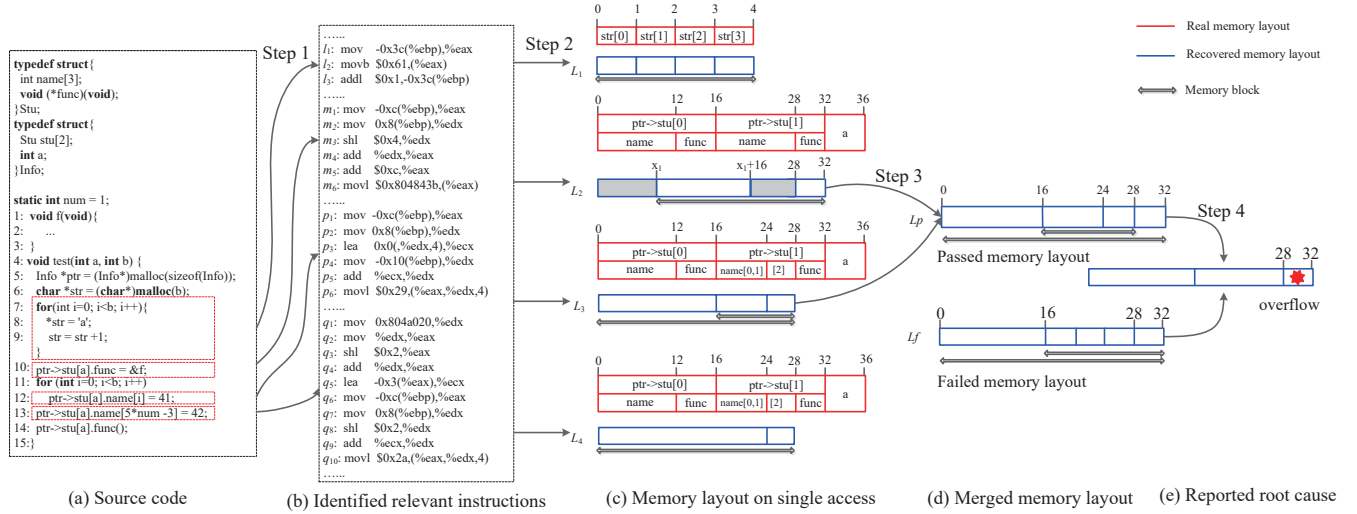 typedef struct{
int name[3];
void (*func)(void);
}Stu;
typedef struct{
Stu stu[2];
int a;
}Info;
static int num = 1;
1: void f(void){
2: ...
3: }
4: void test(int a, int b) {
5: Info *ptr = (Info*)malloc(sizeof(Info));
6: char *str = (char*)malloc(b);
7: for(int i=0; i<b; i++){
8: *str = 'a';
9: str = str +1;
}
10: ptr->stu[a].func = &f;
11: for (int i=0; i<b; i++)
12: ptr->stu[a].name[i] = 41;
13: ptr->stu[a].name[5*num -3] = 42;
14: ptr->stu[a].func();
15:}
(a) Source code
Step 1
......
l1: mov -0x3c(%ebp),%eax
l2: movb $0x61,(%eax)
l3: addl $0x1,-0x3c(%ebp)
......
m1: mov -0xc(%ebp),%eax
m2: mov 0x8(%ebp),%edx
m3: shl $0x4,%edx
m4: add %edx,%eax
m5: add $0xc,%eax
m6: movl $0x804843b,(%eax)
......
p1: mov -0xc(%ebp),%eax
p2: mov 0x8(%ebp),%edx
p3: lea 0x0(,%edx,4),%ecx
p4: mov -0x10(%ebp),%edx
p5: add %ecx,%edx
p6: movl $0x29,(%eax,%edx,4)
......
q1: mov 0x804a020,%eax
q2: mov %edx,%eax
q3: shl $0x2,%eax
q4: add %edx,%eax
q5: lea -0x3(%eax),%ecx
q6: mov -0xc(%ebp),%eax
q7: mov 0x8(%ebp),%edx
q8: shl $0x2,%edx
q9: add %ecx,%edx
q10: movl $0x2a,(%eax,%edx,4)
......
(b) Identified relevant instructions
Step 2
0 1 2 3 4
str[0] str[1] str[2] str[3]
L1
0 12 16 28 32 36
ptr->stu[0] ptr->stu[1] a
name func name func
x1 x1+16 28 32
L2
0 12 16 28 32 36
ptr->stu[0] ptr->stu[1] a
name func name[0,1] [2] func
0 12 16 24 28
L3
0 12 16 24 28 32 36
ptr->stu[0] ptr->stu[1] a
name func name[0,1] [2] func
L4
(c) Memory layout on single access
Real memory layout
Recovered memory layout
Memory block
Step 3
0 16 24 28 32
Lp
Passed memory layout
0 16 28 32
Lf
Failed memory layout
(d) Merged memory layout
Step 4
28 32
overflow
(e) Reported root cause